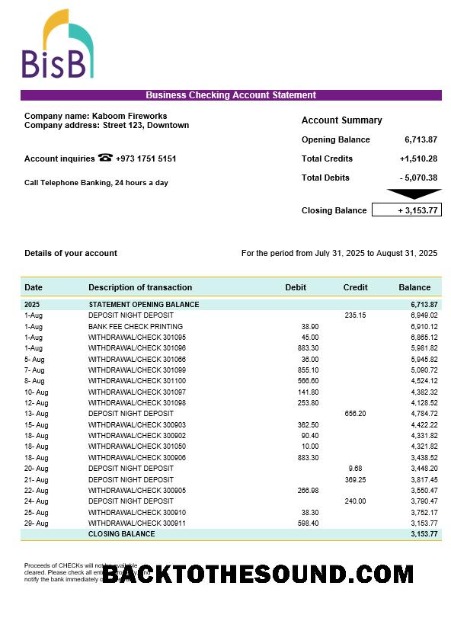 BisB
Business Checking Account Statement
Company name: Kaboom Fireworks
Company address: Street 123, Downtown
Account inquiries ☎ +973 1751 5151
Call Telephone Banking, 24 hours a day
Account Summary
Opening Balance 6,713.87
Total Credits +1,510.28
Total Debits - 5,070.38
Closing Balance + 3,153.77
Details of your account For the period from July 31, 2025 to August 31, 2025
Date Description of transaction Debit Credit Balance
2025 STATEMENT OPENING BALANCE 6,713.87
1-Aug DEPOSIT NIGHT DEPOSIT 235.15 6,949.02
1-Aug BANK FEE CHECK PRINTING 38.90 6,910.12
1-Aug WITHDRAWAL/CHECK 301095 45.00 6,865.12
1-Aug WITHDRAWAL/CHECK 301096 883.30 5,981.82
5- Aug WITHDRAWAL/CHECK 301066 36.00 5,945.82
7- Aug WITHDRAWAL/CHECK 301099 855.10 5,090.72
8- Aug WITHDRAWAL/CHECK 301100 566.60 4,524.12
10- Aug WITHDRAWAL/CHECK 301097 141.80 4,382.32
12- Aug WITHDRAWAL/CHECK 301098 253.80 4,128.52
13- Aug DEPOSIT NIGHT DEPOSIT 656.20 4,784.72
15- Aug WITHDRAWAL/CHECK 300903 362.50 4,422.22
18- Aug WITHDRAWAL/CHECK 300902 90.40 4,331.82
18- Aug WITHDRAWAL/CHECK 301050 10.00 4,321.82
18- Aug WITHDRAWAL/CHECK 300906 883.30 3,438.52
20- Aug DEPOSIT NIGHT DEPOSIT 9.68 3,448.20
21- Aug DEPOSIT NIGHT DEPOSIT 369.25 3,817.45
22- Aug WITHDRAWAL/CHECK 300905 266.98 3,550.47
24- Aug DEPOSIT NIGHT DEPOSIT 240.00 3,790.47
25- Aug WITHDRAWAL/CHECK 300910 38.30 3,752.17
29- Aug WITHDRAWAL/CHECK 300911 598.40 3,153.77
CLOSING BALANCE 3,153.77
Proceeds of CHECKs will not be available
cleared. Please check all
notify the bank immediately
BACKTOTHESOUND.COM